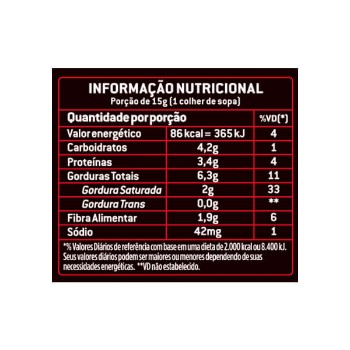 INFORMAÇÃO NUTRICIONAL
Porção de 15g (1 colher de sopa)
Quantidade por porção %VD(*)
Valor energético 86 kcal = 365 kJ 4
Carboidratos 4,2g 1
Proteínas 3,4g 4
Gorduras Totais 6,3g 11
Gordura Saturada 2g 33
Gordura Trans 0,0g **
Fibra Alimentar 1,9g 6
Sódio 42mg 1
*% Valores Diários de referência com base em uma dieta de 2.000 kcal ou 8.400 kJ.
Seus valores diários podem ser maiores ou menores dependendo de suas
necessidades energéticas. **VD não estabelecido.